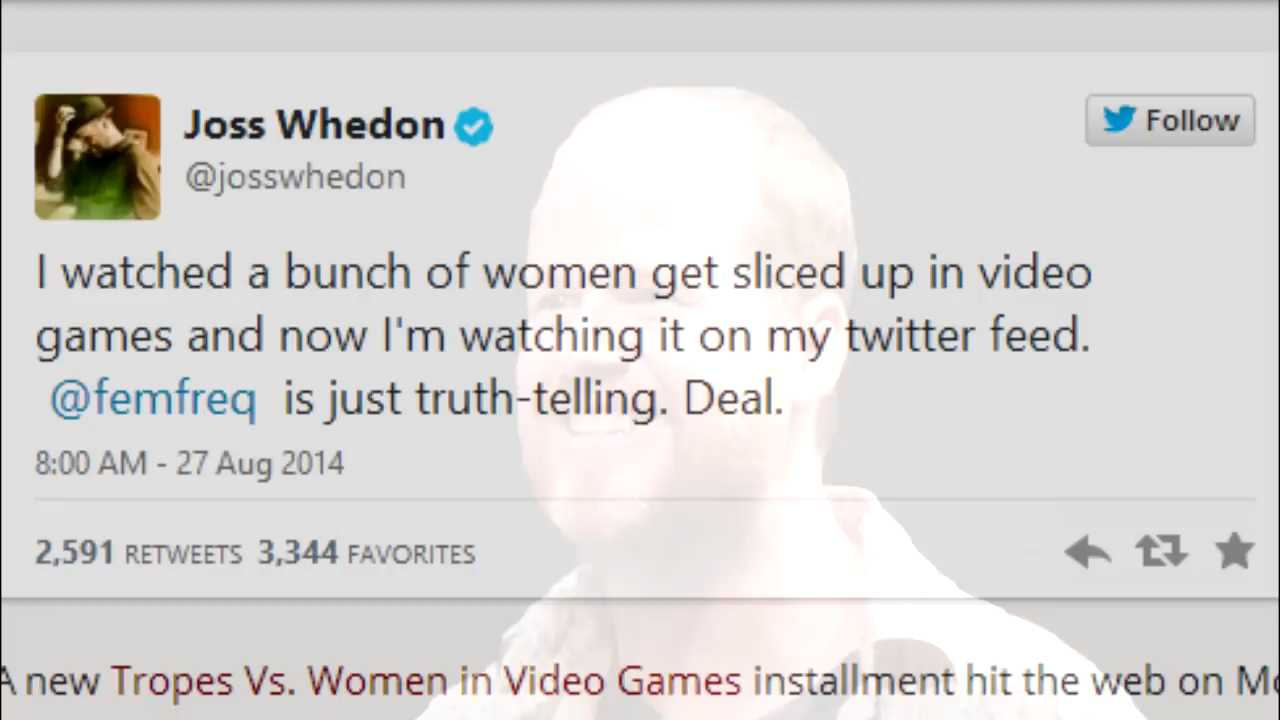 Joss Whedon
@josswhedon
Follow
I watched a bunch of women get sliced up in video
games and now I'm watching it on my twitter feed.
@femfreq is just truth-telling. Deal.
8:00 AM - 27 Aug 2014
2,591 RETWEETS 3,344 FAVORITES
A new Tropes Vs. Women in Video Games installment hit the web on